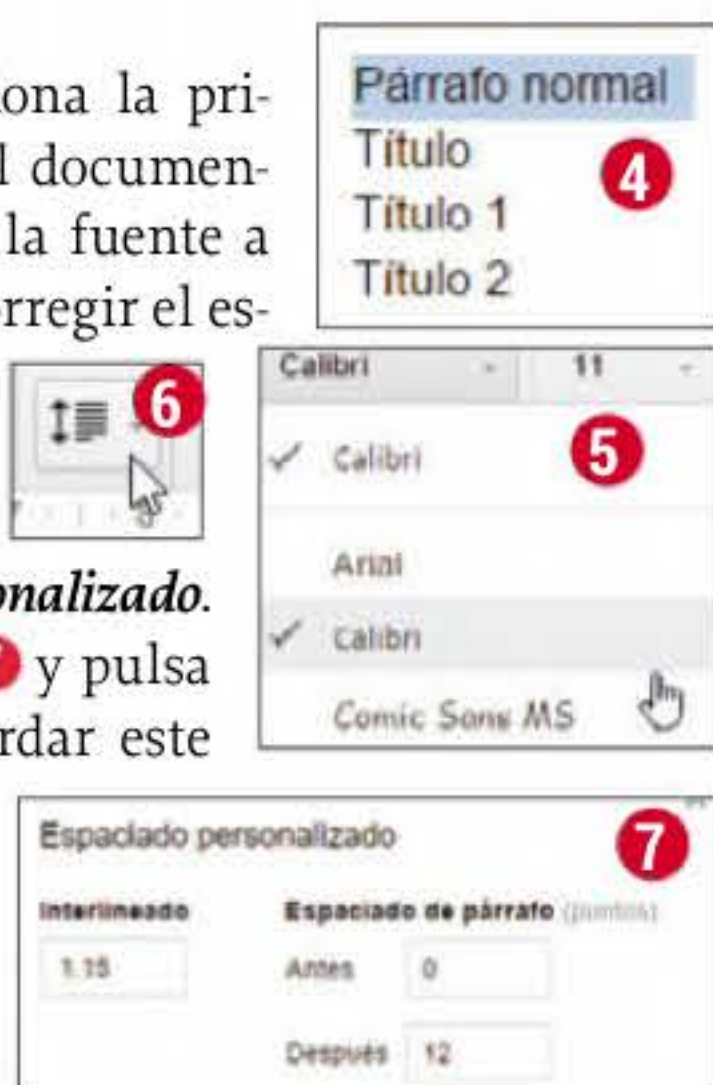 ona la pri-
l documen-
la fuente a
rregir el es-
Párrafo normal
Título
Título 1
Título 2
4
6
Calibri 11
5
Calibri
Arial
Calibri
Comic Sans MS
onalizado.
y pulsa
rdar este
Espaciado personalizado
7
Interlineado Espaciado de párrafo (puntos)
1.15 Antes 0
Después 12